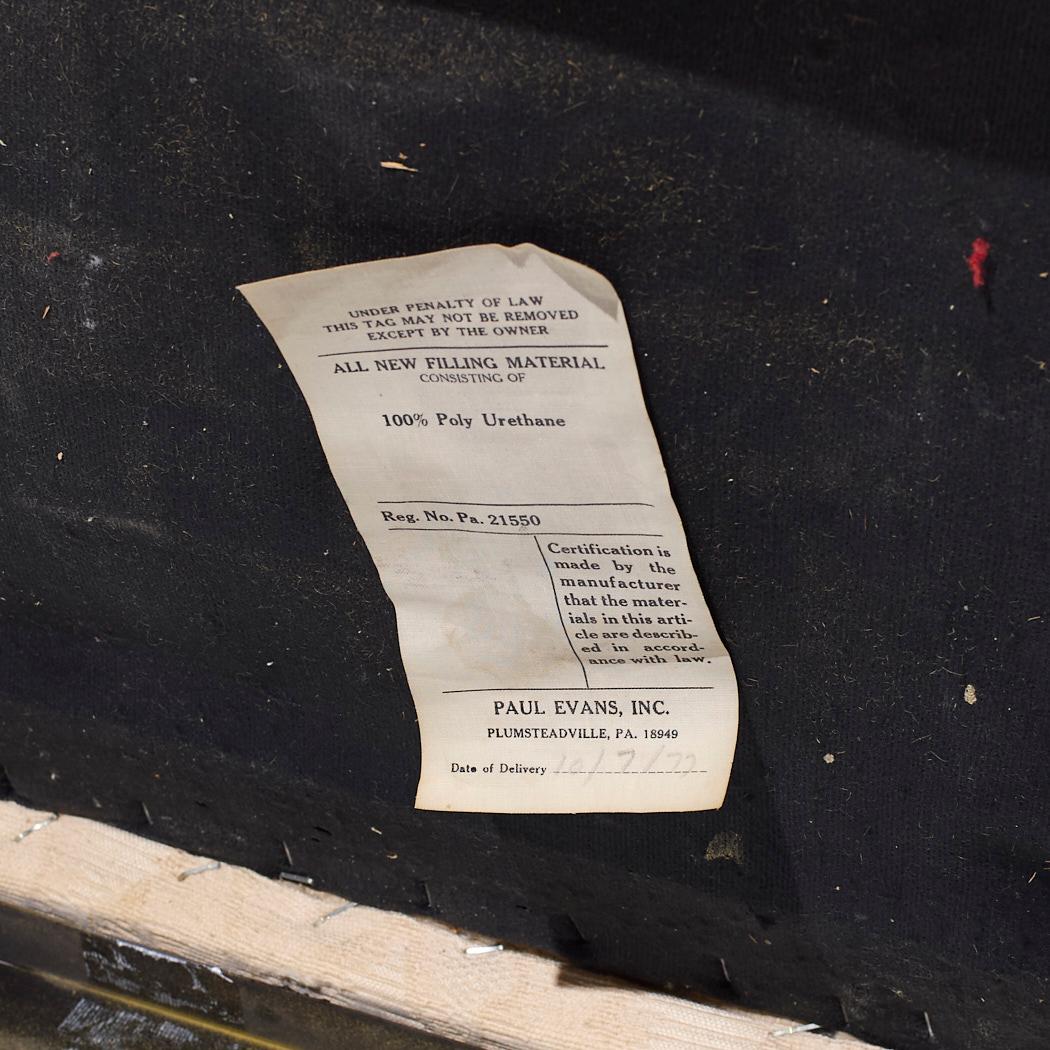 UNDER PENALTY OF LAW
THIS TAG MAY NOT BE REMOVED
EXCEPT BY THE OWNER
ALL NEW FILLING MATERIAL
CONSISTING OF
100% Poly Urethane
Reg. No. Pa. 21550
Certification is
made by the
manufacturer
that the mater-
ials in this arti-
cle are describ-
ed in accord-
ance with law.
PAUL EVANS, INC.
PLUMSTEADVILLE, PA. 18949
Date of Delivery 10/7/77